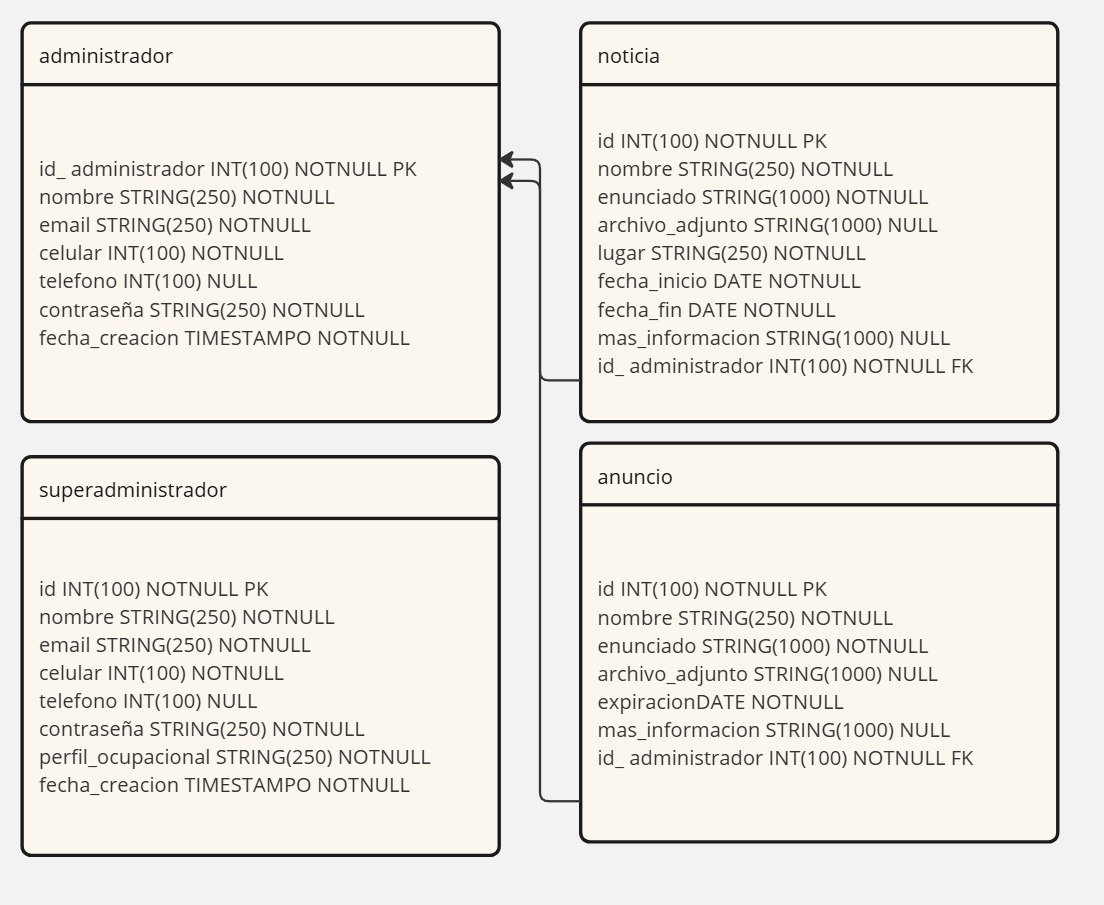 administrador
id_ administrador INT(100) NOTNULL PK
nombre STRING(250) NOTNULL
email STRING(250) NOTNULL
celular INT(100) NOTNULL
telefono INT(100) NULL
contraseña STRING(250) NOTNULL
fecha_creacion TIMESTAMPO NOTNULL
noticia
id INT(100) NOTNULL PK
nombre STRING(250) NOTNULL
enunciado STRING(1000) NOTNULL
archivo_adjunto STRING(1000) NULL
lugar STRING(250) NOTNULL
fecha_inicio DATE NOTNULL
fecha_fin DATE NOTNULL
mas_informacion STRING(1000) NULL
id_ administrador INT(100) NOTNULL FK
superadministrador
id INT(100) NOTNULL PK
nombre STRING(250) NOTNULL
email STRING(250) NOTNULL
celular INT(100) NOTNULL
telefono INT(100) NULL
contraseña STRING(250) NOTNULL
perfil_ocupacional STRING(250) NOTNULL
fecha_creacion TIMESTAMPO NOTNULL
anuncio
id INT(100) NOTNULL PK
nombre STRING(250) NOTNULL
enunciado STRING(1000) NOTNULL
archivo_adjunto STRING(1000) NULL
expiracionDATE NOTNULL
mas_informacion STRING(1000) NULL
id_ administrador INT(100) NOTNULL FK